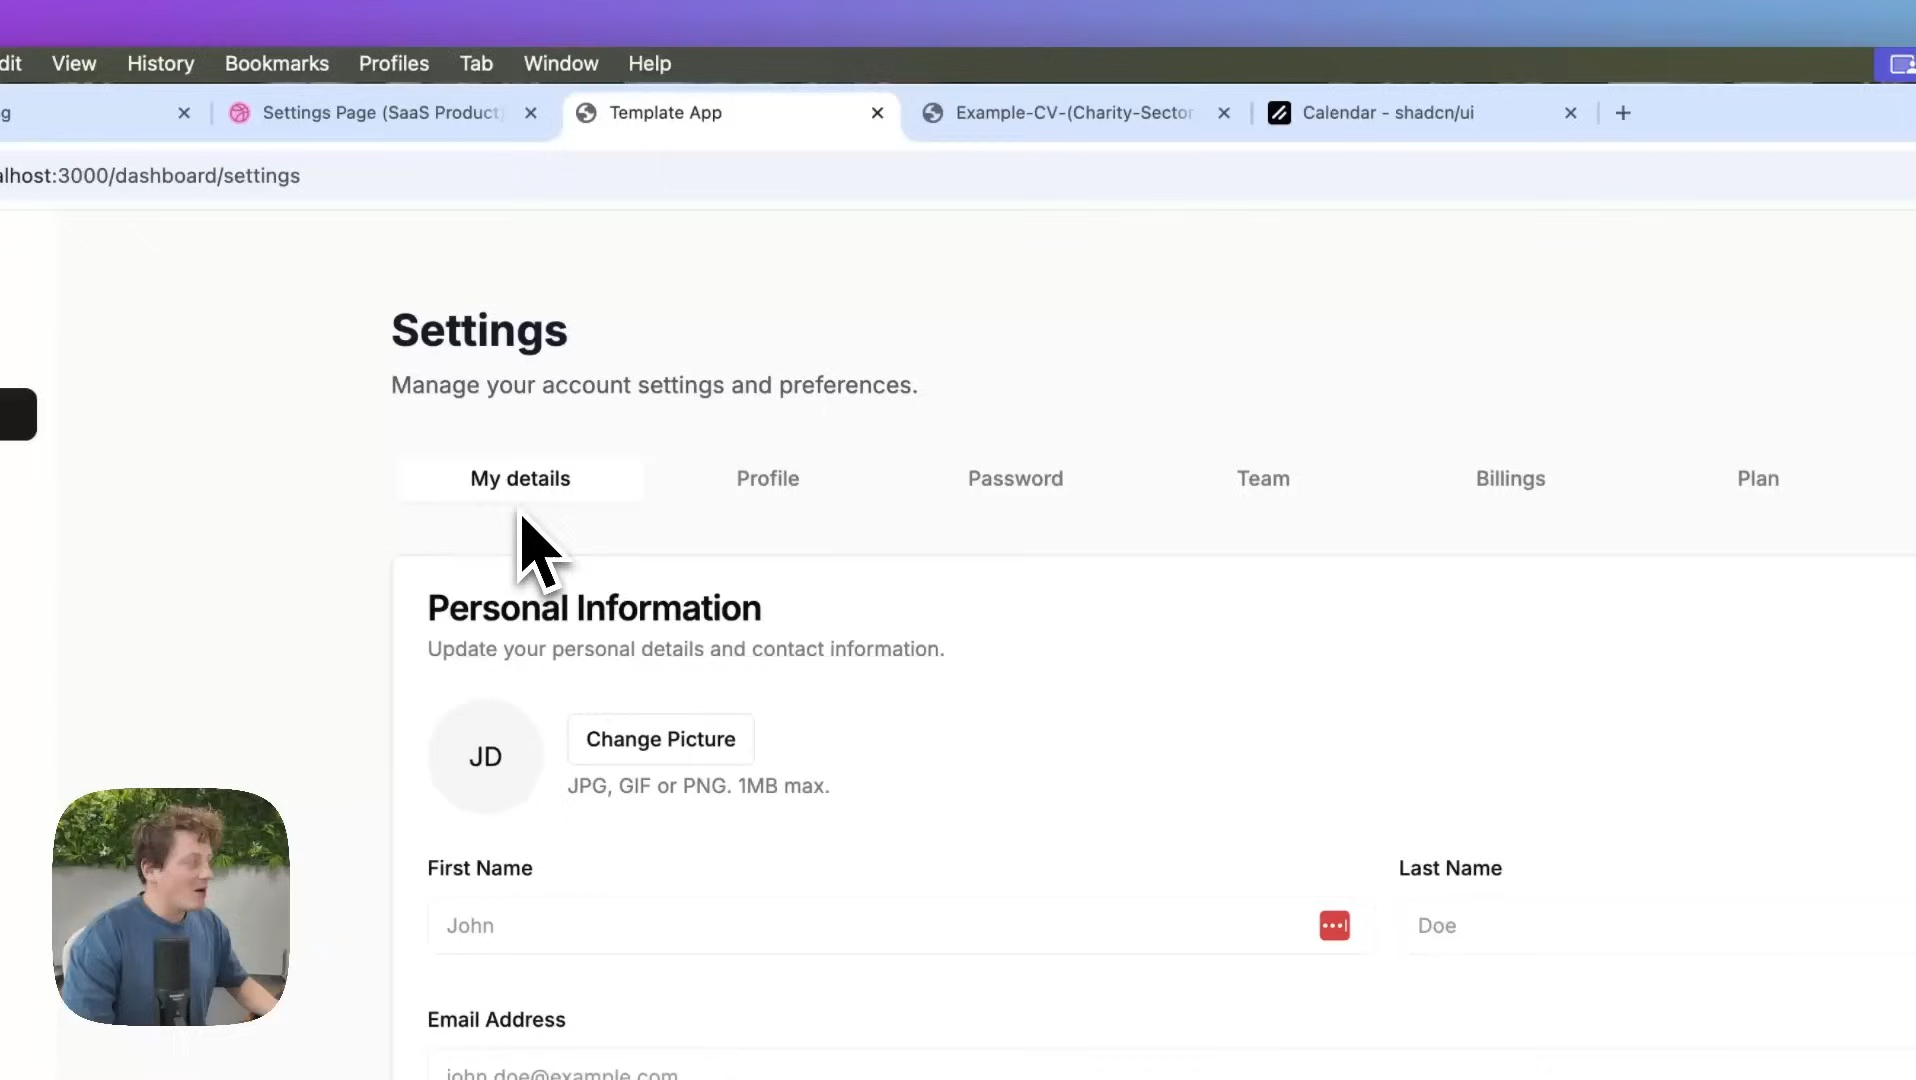 dit View History Bookmarks Profiles Tab Window Help
g Settings Page (SaaS Product) Template App Example-CV-(Charity-Sector Calendar - shadcn/ui
alhost:3000/dashboard/settings
Settings
Manage your account settings and preferences.
My details Profile Password Team Billings Plan
Personal Information
Update your personal details and contact information.
JD
Change Picture
JPG, GIF or PNG. 1MB max.
First Name Last Name
John Doe
Email Address
john.doe@example.com